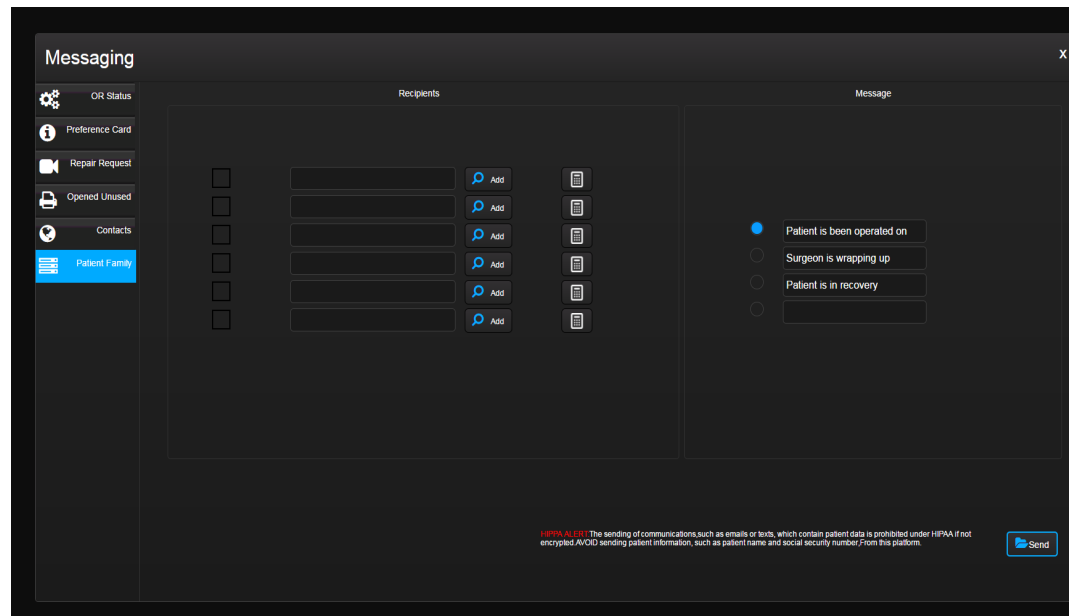 Messaging
X
OR Status
Preference Card
Repair Request
Opened Unused
Contacts
Patient Family
Recipients
Add
Add
Add
Add
Add
Add
Message
Patient is been operated on
Surgeon is wrapping up
Patient is in recovery
HIPPA ALERT!The sending of communications,such as emails or texts, which contain patient data is prohibited under HIPAA if not
encrypted.AVOID sending patient information, such as patient name and social security number,From this platform.
Send